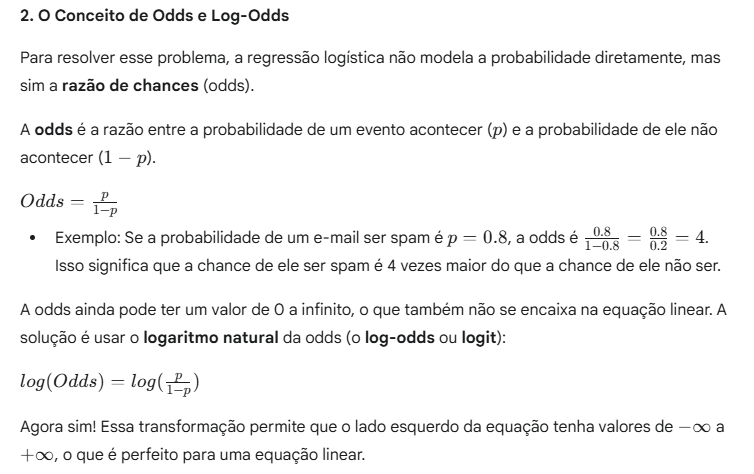 2. O Conceito de Odds e Log-Odds
Para resolver esse problema, a regressão logística não modela a probabilidade diretamente, mas
sim a razão de chances (odds).
A odds é a razão entre a probabilidade de um evento acontecer (p) e a probabilidade de ele não
acontecer (1 − p).
Odds = p/(1−p)
• Exemplo: Se a probabilidade de um e-mail ser spam é p = 0.8, a odds é 0.8/(1−0.8) = 0.8/0.2 = 4.
Isso significa que a chance de ele ser spam é 4 vezes maior do que a chance de ele não ser.
A odds ainda pode ter um valor de 0 a infinito, o que também não se encaixa na equação linear. A
solução é usar o logaritmo natural da odds (o log-odds ou logit):
log(Odds) = log(p/(1−p))
Agora sim! Essa transformação permite que o lado esquerdo da equação tenha valores de −∞ a
+∞, o que é perfeito para uma equação linear.